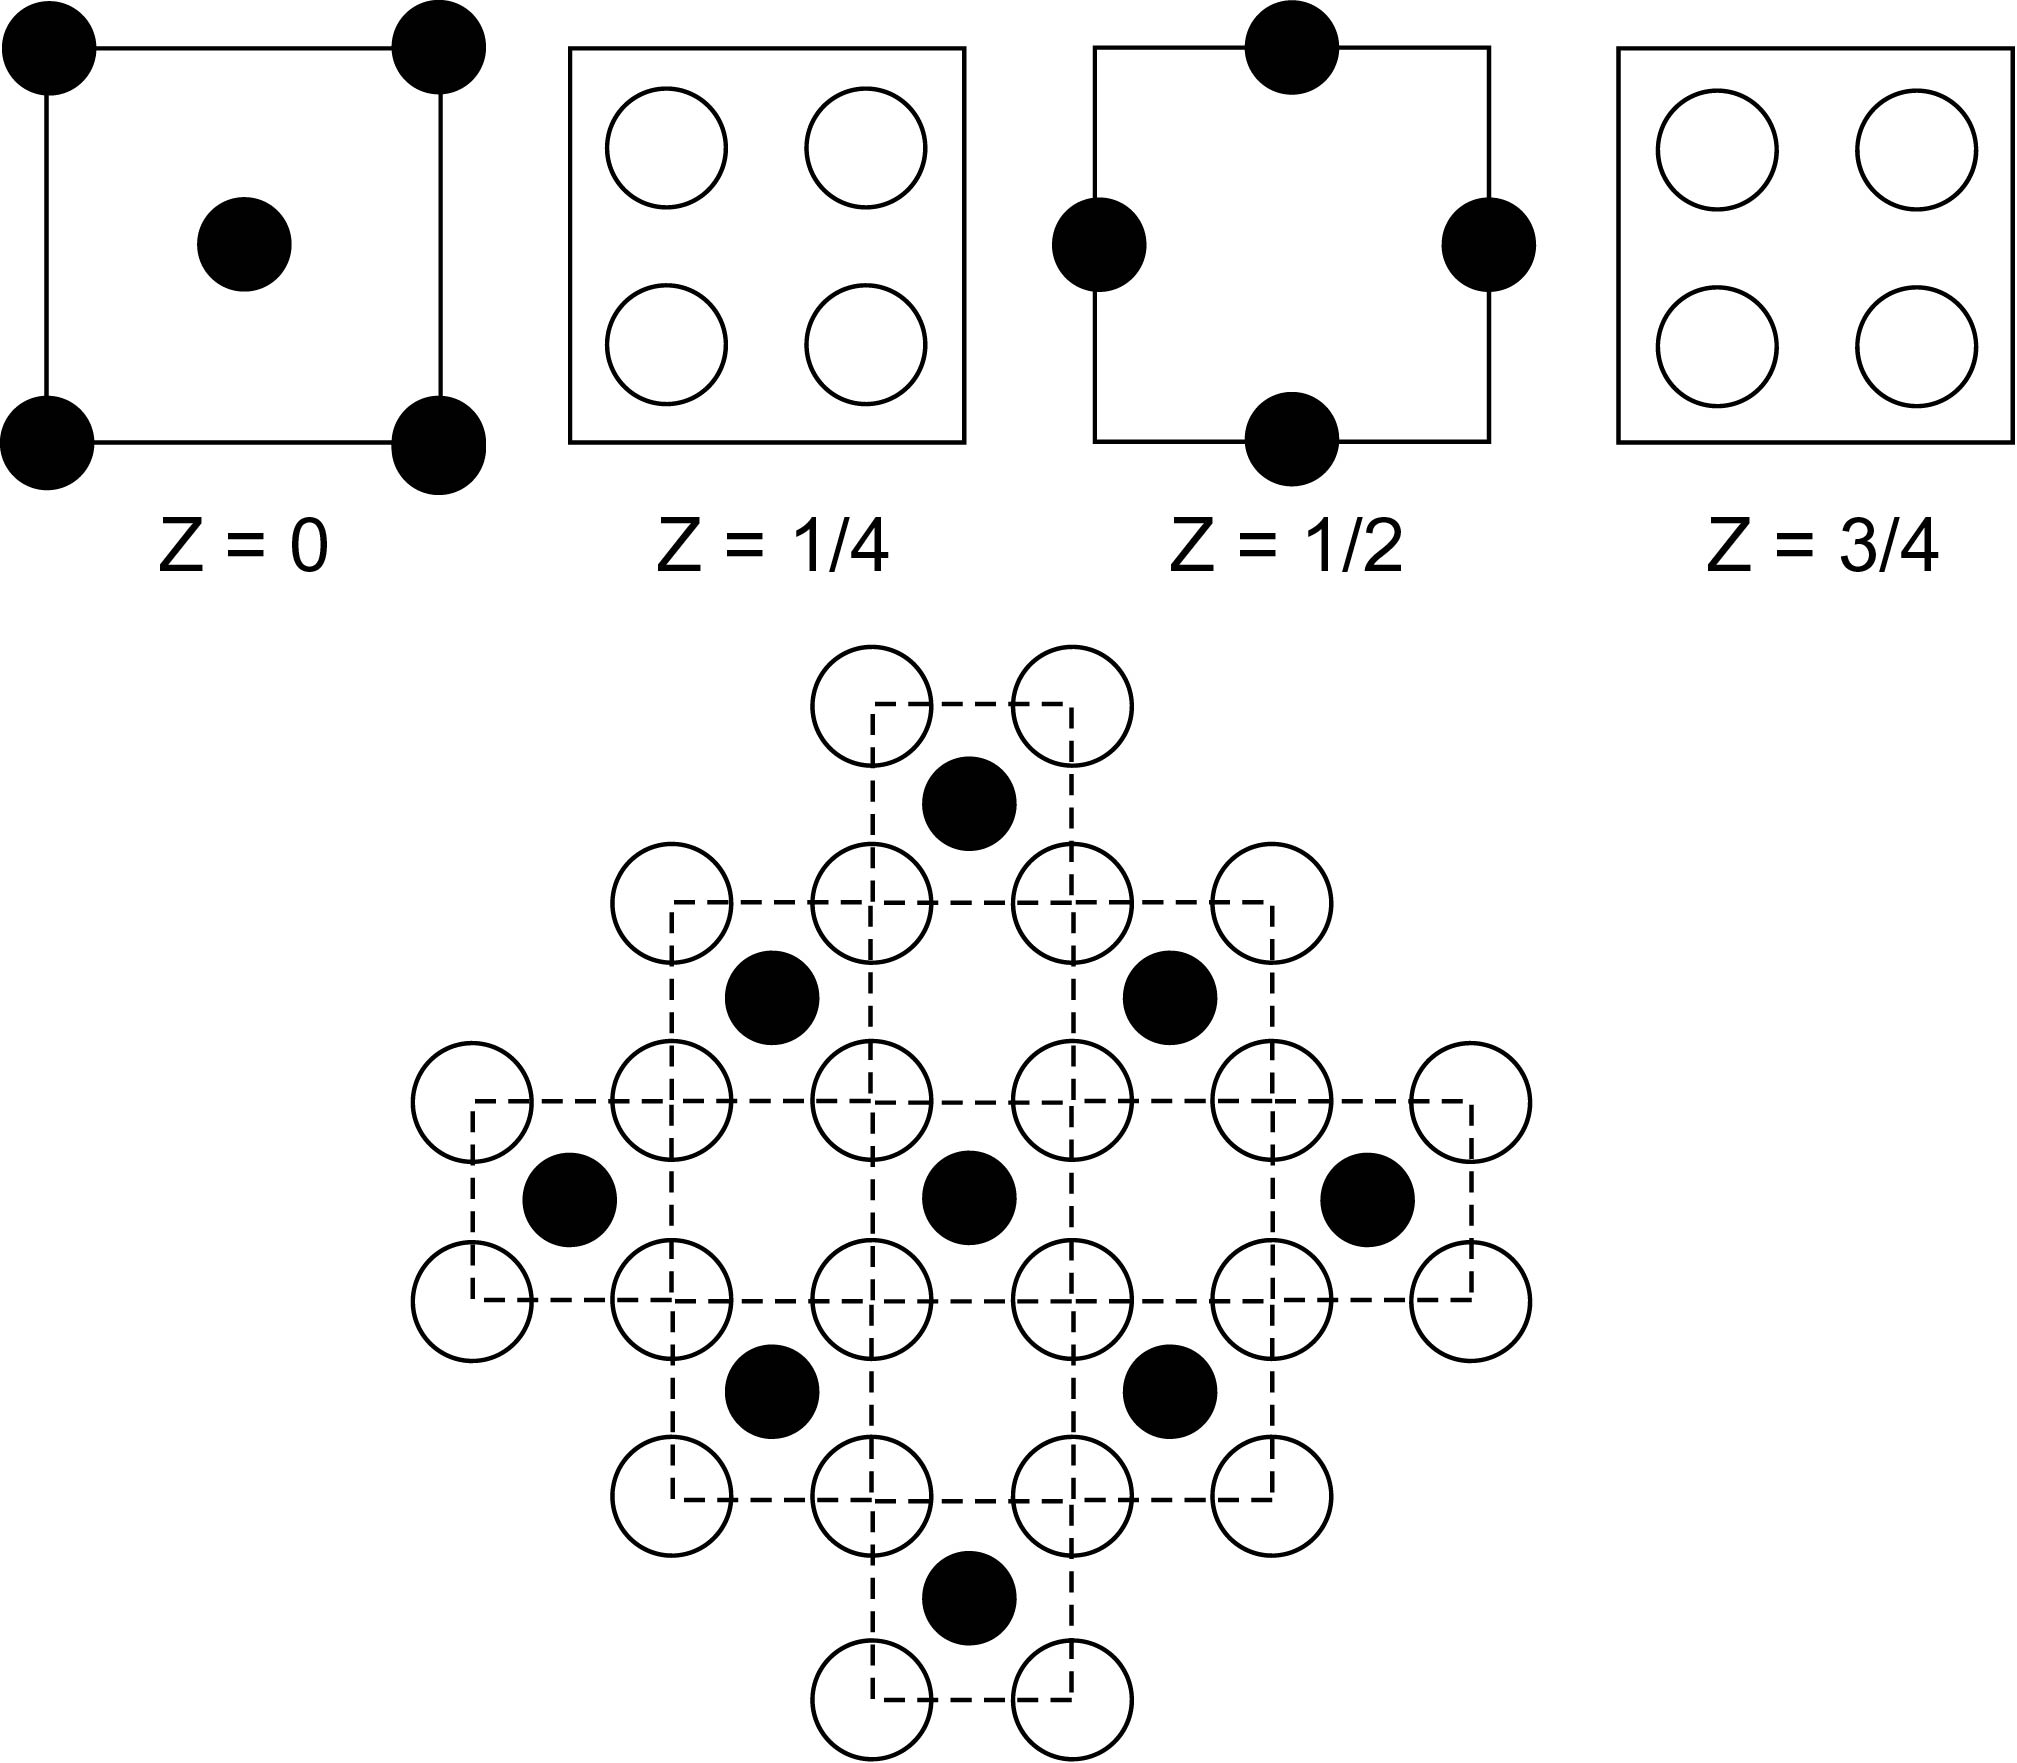 Z = 0
Z = 1/4
Z = 1/2
Z = 3/4